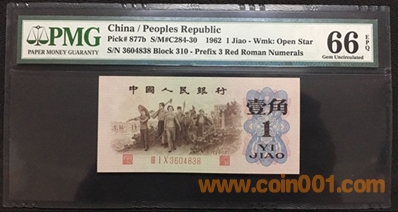 PMG
PAPER MONEY GUARANTY
China / Peoples Republic
Pick# 877b S/M#C284-30 1962 1 Jiao - Wmk: Open Star
S/N 3604838 Block 310 - Prefix 3 Red Roman Numerals
66 EPQ
Gem Uncirculated
中国人民银行
壹角
1
YI
JIAO
III I X 3604838
www.coin001.com